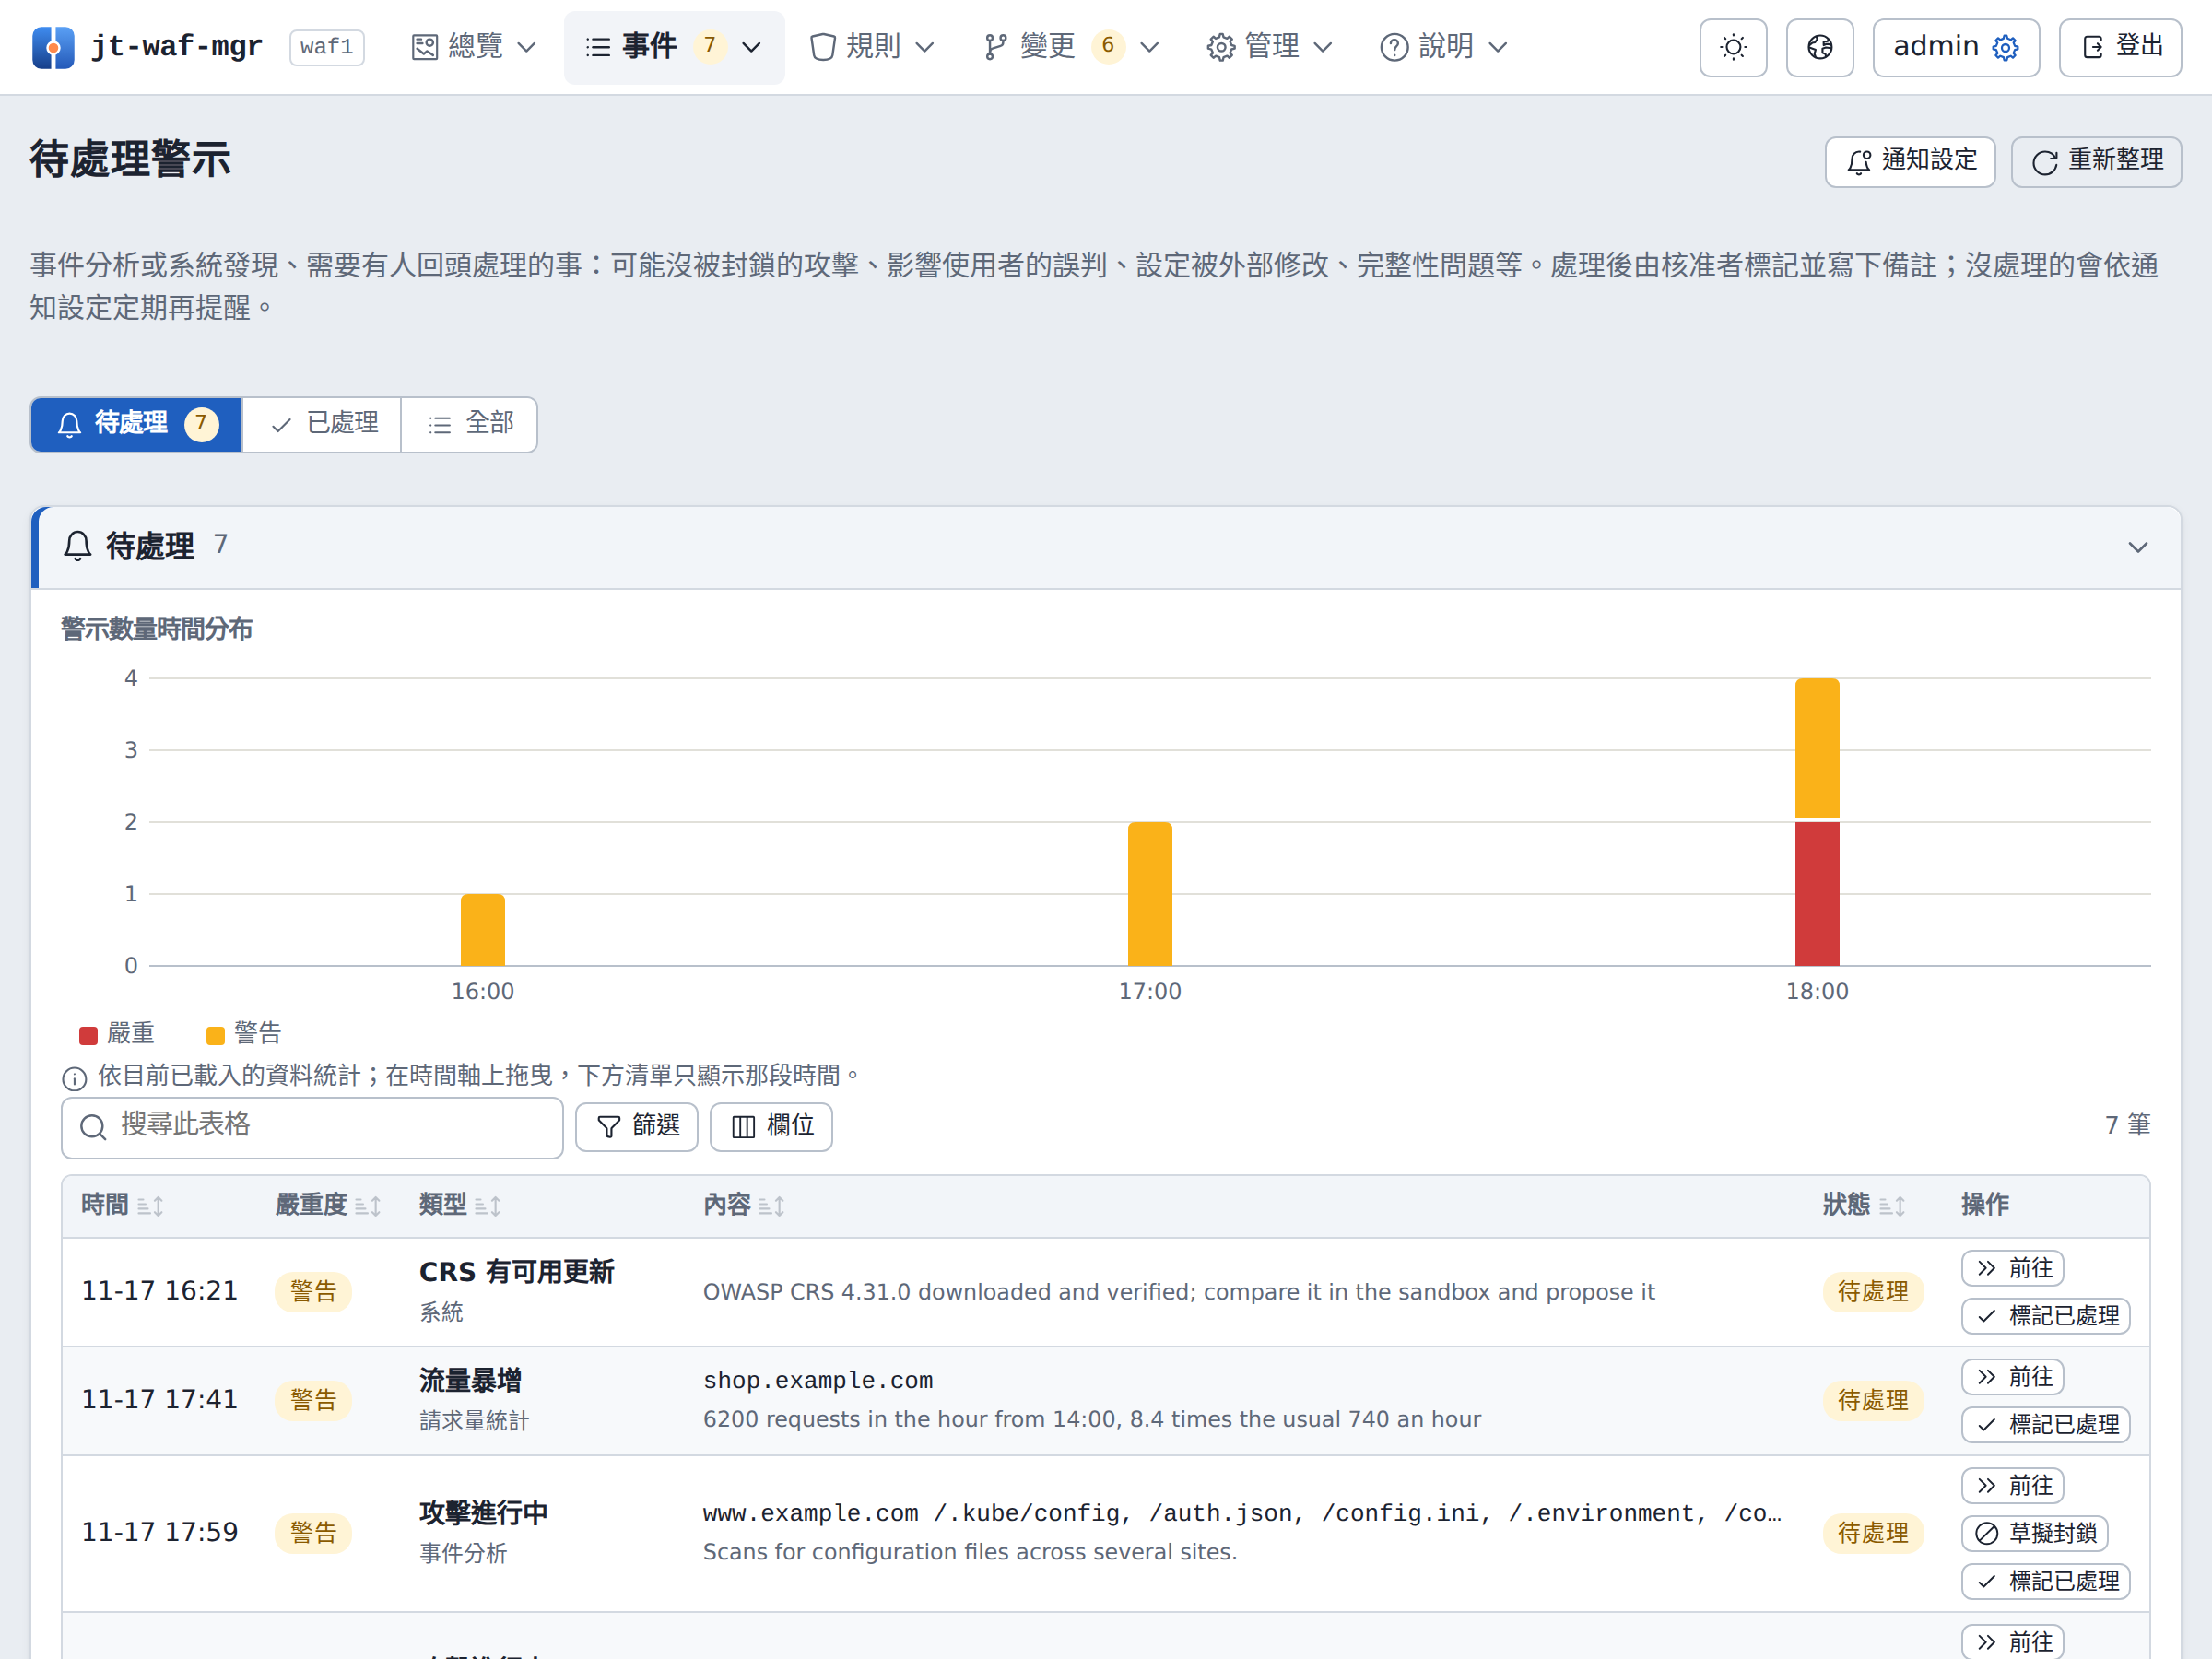 jt-waf-mgr waf1 總覽 事件 7 規則 變更 6 管理 說明 admin 登出
待處理警示 通知設定 重新整理
事件分析或系統發現、需要有人回頭處理的事：可能沒被封鎖的攻擊、影響使用者的誤判、設定被外部修改、完整性問題等。處理後由核准者標記並寫下備註；沒處理的會依通
知設定定期再提醒。
待處理 7 已處理 全部
待處理 7
警示數量時間分布
4
3
2
1
0
16:00 17:00 18:00
嚴重 警告
依目前已載入的資料統計；在時間軸上拖曳，下方清單只顯示那段時間。
搜尋此表格 篩選 欄位 7 筆
時間 嚴重度 類型 內容 狀態 操作
11-17 16:21 警告 CRS 有可用更新 OWASP CRS 4.31.0 downloaded and verified; compare it in the sandbox and propose it 待處理 前往
系統 標記已處理
11-17 17:41 警告 流量暴增 shop.example.com 待處理 前往
請求量統計 6200 requests in the hour from 14:00, 8.4 times the usual 740 an hour 標記已處理
前往
11-17 17:59 警告 攻擊進行中 www.example.com /.kube/config, /auth.json, /config.ini, /.environment, /co… 待處理 草擬封鎖
事件分析 Scans for configuration files across several sites. 標記已處理
前往